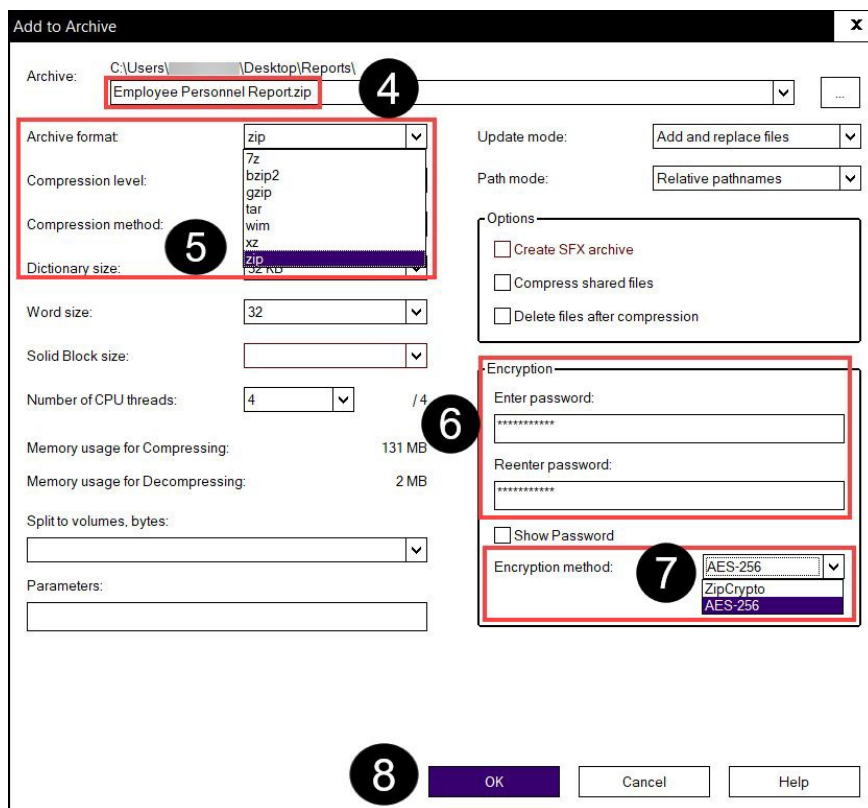 Add to Archive
x
C:\Users\ \Desktop\Reports\
Archive:
Employee Personnel Report.zip
4
...
Archive format:
zip
7z
bzip2
gzip
tar
wim
xz
zip
Compression level:
Compression method:
5
Dictionary size:
32 KB
Word size:
32
Solid Block size:
Number of CPU threads:
4
/ 4
Memory usage for Compressing:
131 MB
Memory usage for Decompressing:
2 MB
Split to volumes, bytes:
Parameters:
Update mode:
Add and replace files
Path mode:
Relative pathnames
Options
Create SFX archive
Compress shared files
Delete files after compression
Encryption
Enter password:
6
***********
Reenter password:
***********
Show Password
Encryption method:
7
AES-256
ZipCrypto
AES-256
8
OK
Cancel
Help